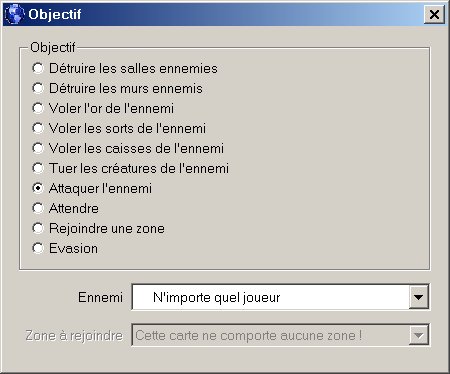 Objectif
Objectif
Détruire les salles ennemies
Détruire les murs ennemis
Voler l'or de l'ennemi
Voler les sorts de l'ennemi
Voler les caisses de l'ennemi
Tuer les créatures de l'ennemi
Attaquer l'ennemi
Attendre
Rejoindre une zone
Evasion
Ennemi N'importe quel joueur
Zone à rejoindre Cette carte ne comporte aucune zone !